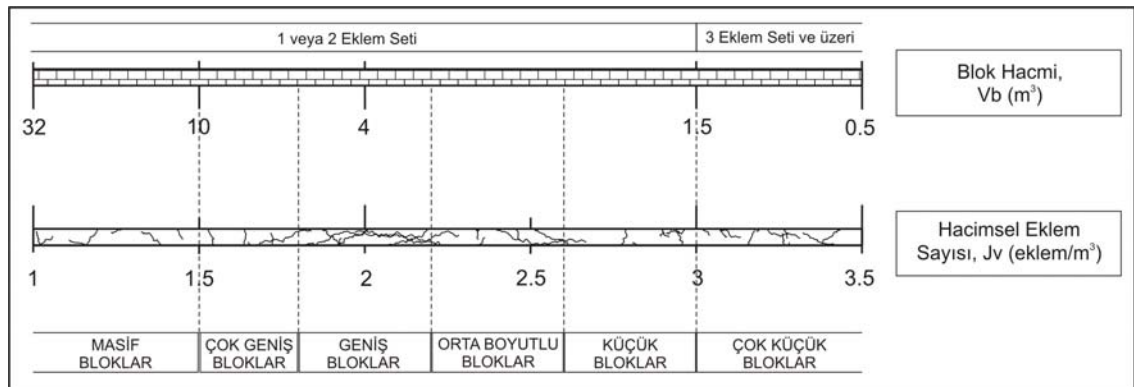 1 veya 2 Eklem Seti
3 Eklem Seti ve üzeri
Blok Hacmi,
Vb (m³)
32 10 4 1.5 0.5
Hacimsel Eklem
Sayısı, Jv (eklem/m³)
1 1.5 2 2.5 3 3.5
MASİF
BLOKLAR
ÇOK GENİŞ
BLOKLAR
GENİŞ
BLOKLAR
ORTA BOYUTLU
BLOKLAR
KÜÇÜK
BLOKLAR
ÇOK KÜÇÜK
BLOKLAR